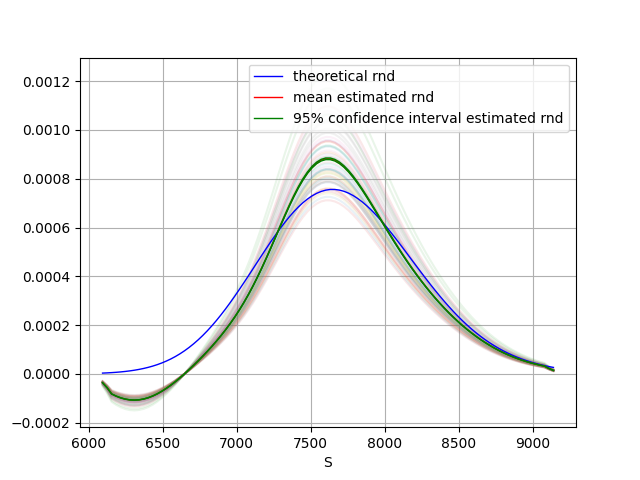 theoretical rnd
mean estimated rnd
95% confidence interval estimated rnd
0.0012
0.0010
0.0008
0.0006
0.0004
0.0002
0.0000
−0.0002
6000 6500 7000 7500 8000 8500 9000
S